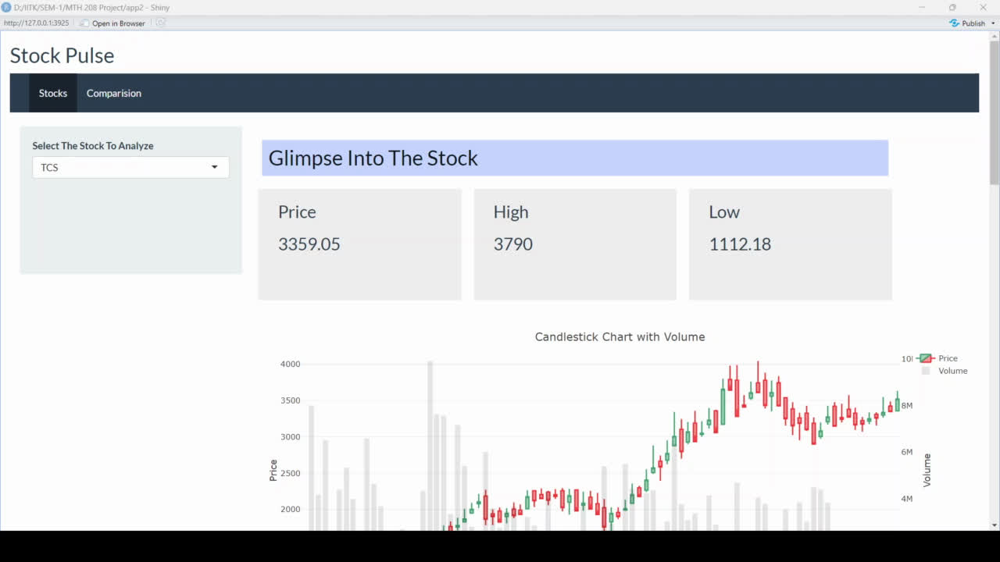 D:/IITK/SEM-1/MTH 208 Project/app2 - Shiny
http://127.0.0.1:3925 Open in Browser Publish
Stock Pulse
Stocks Comparision
Select The Stock To Analyze
TCS
Glimpse Into The Stock
Price High Low
3359.05 3790 1112.18
Candlestick Chart with Volume
4000
3500
3000
2500
2000
Price
10
8M
6M
4M
Volume
Price
Volume